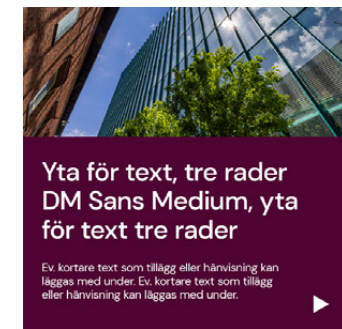 Yta för text, tre rader
DM Sans Medium, yta
för text tre rader
Ev. kortare text som tillägg eller hänvisning kan
läggas med under. Ev. kortare text som tillägg
eller hänvisning kan läggas med under.